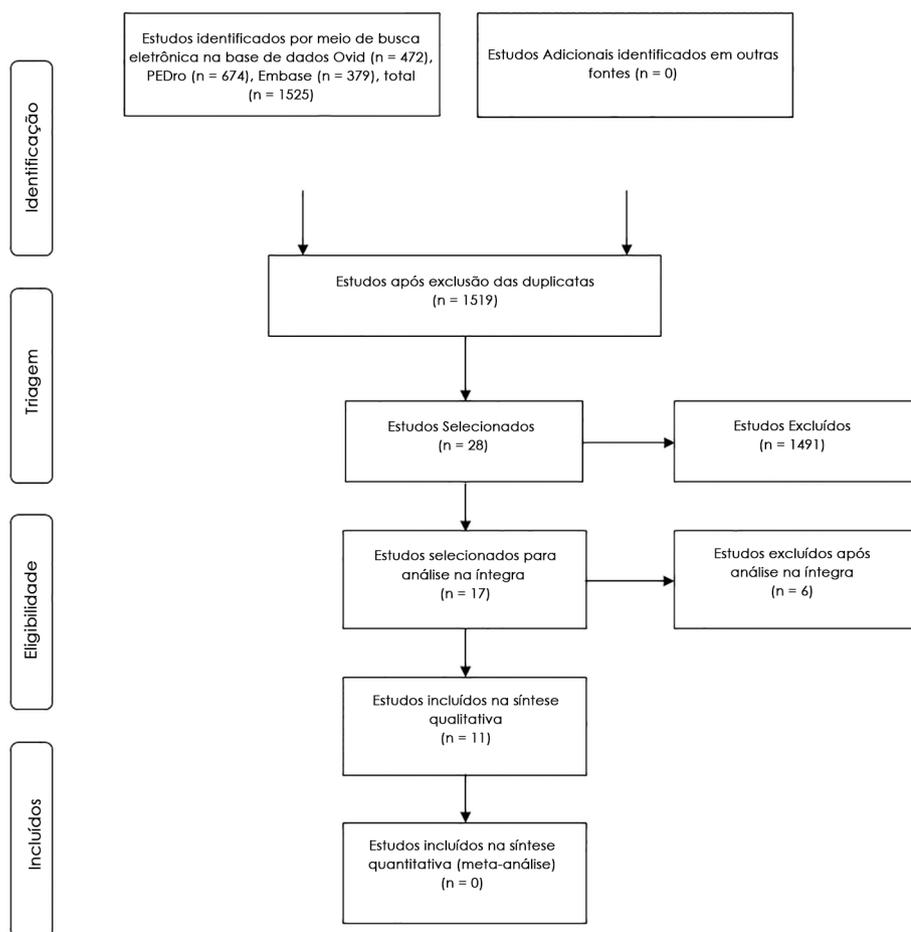 Estudos identificados por meio de busca
eletrônica na base de dados Ovid (n = 472),
PEDro (n = 674), Embase (n = 379), total
(n = 1525)
Estudos Adicionais identificados em outras
fontes (n = 0)
Identificação
Estudos após exclusão das duplicatas
(n = 1519)
Triagem
Estudos Selecionados
(n = 28)
Estudos Excluídos
(n = 1491)
Eligibilidade
Estudos selecionados para
análise na íntegra
(n = 17)
Estudos excluídos após
análise na íntegra
(n = 6)
Estudos incluídos na síntese
qualitativa
(n = 11)
Incluídos
Estudos incluídos na síntese
quantitativa (meta-análise)
(n = 0)